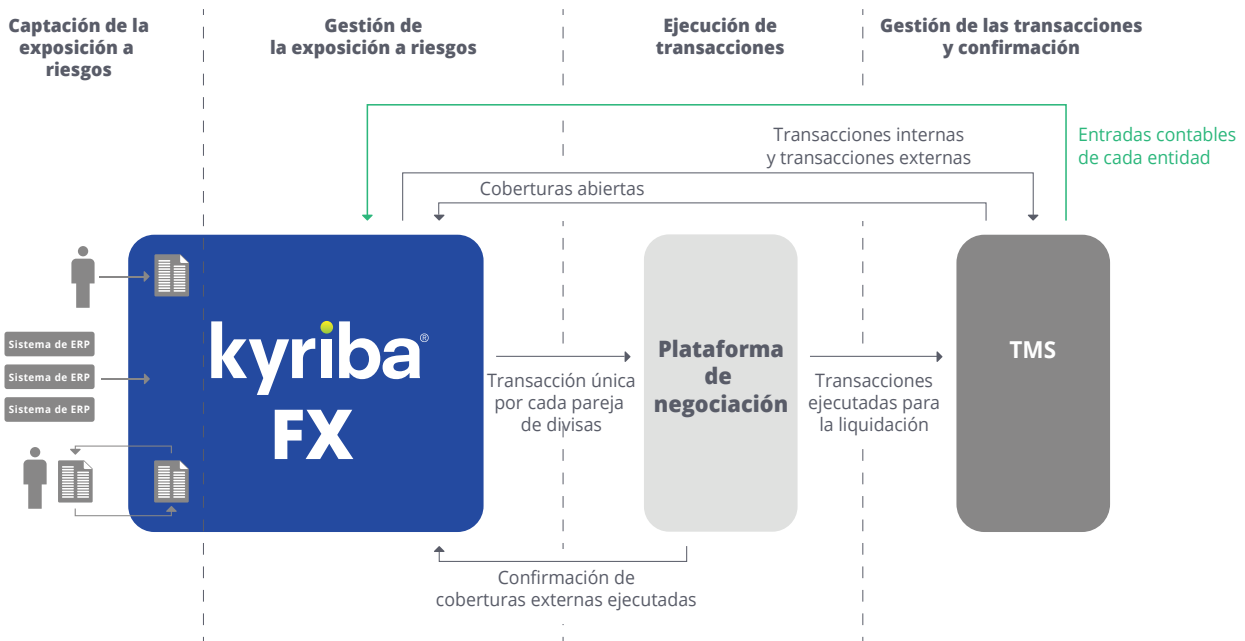 Captación de la
exposición a
riesgos
Gestión de
la exposición a riesgos
Ejecución de
transacciones
Gestión de las transacciones
y confirmación
Transacciones internas
y transacciones externas
Entradas contables
de cada entidad
Coberturas abiertas
Sistema de ERP
Sistema de ERP
Sistema de ERP
kyriba®
FX
Transacción única
por cada pareja
de divisas
Plataforma
de
negociación
Transacciones
ejecutadas para
la liquidación
TMS
Confirmación de
coberturas externas ejecutadas